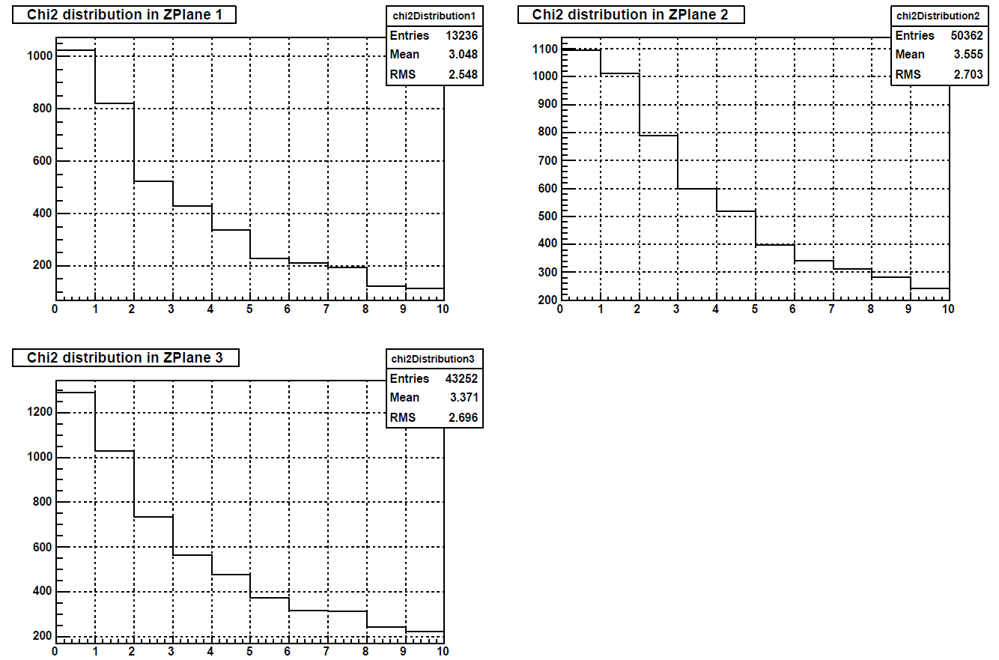 Chi2 distribution in ZPlane 1
chi2Distribution1
Entries 13236
Mean 3.048
RMS 2.548
1000
800
600
400
200
0 1 2 3 4 5 6 7 8 9 10
Chi2 distribution in ZPlane 2
chi2Distribution2
Entries 50362
Mean 3.555
RMS 2.703
1100
1000
900
800
700
600
500
400
300
200
0 1 2 3 4 5 6 7 8 9 10
Chi2 distribution in ZPlane 3
chi2Distribution3
Entries 43252
Mean 3.371
RMS 2.696
1200
1000
800
600
400
200
0 1 2 3 4 5 6 7 8 9 10